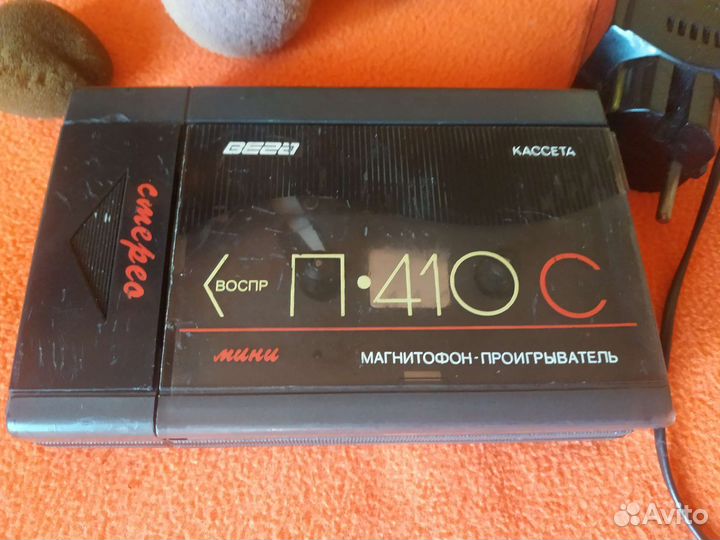 Вега
КАССЕТА
стерео
ВОСПР П·410 С
мини
МАГНИТОФОН-ПРОИГРЫВАТЕЛЬ
Avito